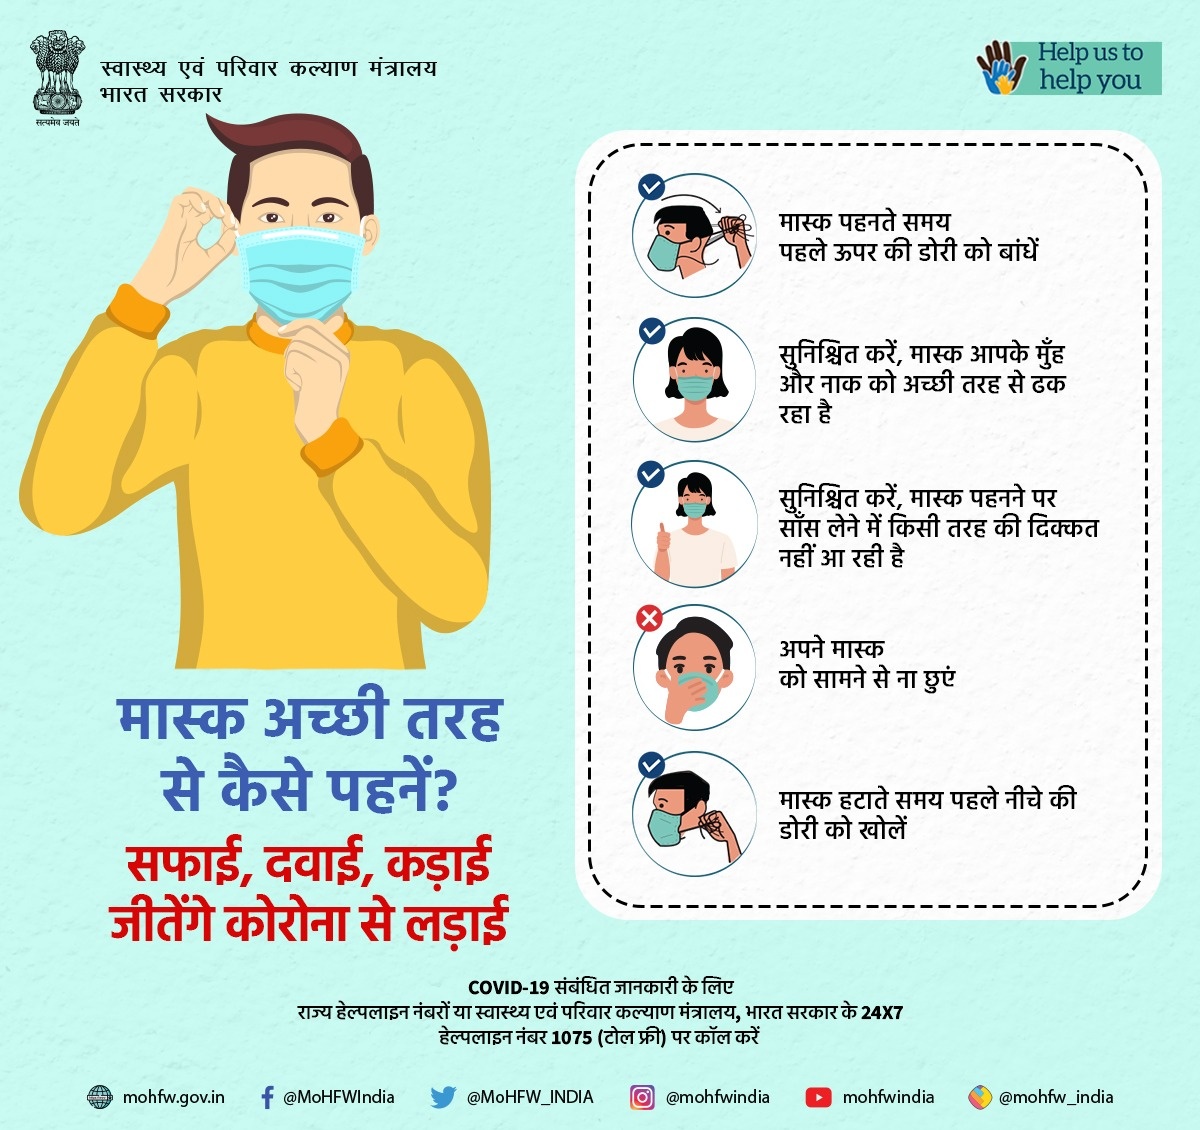 स्वास्थ्य एवं परिवार कल्याण मंत्रालय
भारत सरकार
सत्यमेव जयते
Help us to
help you
मास्क पहनते समय
पहले ऊपर की डोरी को बांधें
सुनिश्चित करें, मास्क आपके मुँह
और नाक को अच्छी तरह से ढक
रहा है
सुनिश्चित करें, मास्क पहनने पर
साँस लेने में किसी तरह की दिक्कत
नहीं आ रही है
अपने मास्क
को सामने से ना छुएं
मास्क हटाते समय पहले नीचे की
डोरी को खोलें
मास्क अच्छी तरह
से कैसे पहनें?
सफाई, दवाई, कड़ाई
जीतेंगे कोरोना से लड़ाई
COVID-19 संबंधित जानकारी के लिए
राज्य हेल्पलाइन नंबरों या स्वास्थ्य एवं परिवार कल्याण मंत्रालय, भारत सरकार के 24X7
हेल्पलाइन नंबर 1075 (टोल फ्री) पर कॉल करें
mohfw.gov.in @MoHFWIndia @MoHFW_INDIA @mohfwindia mohfwindia @mohfw_india